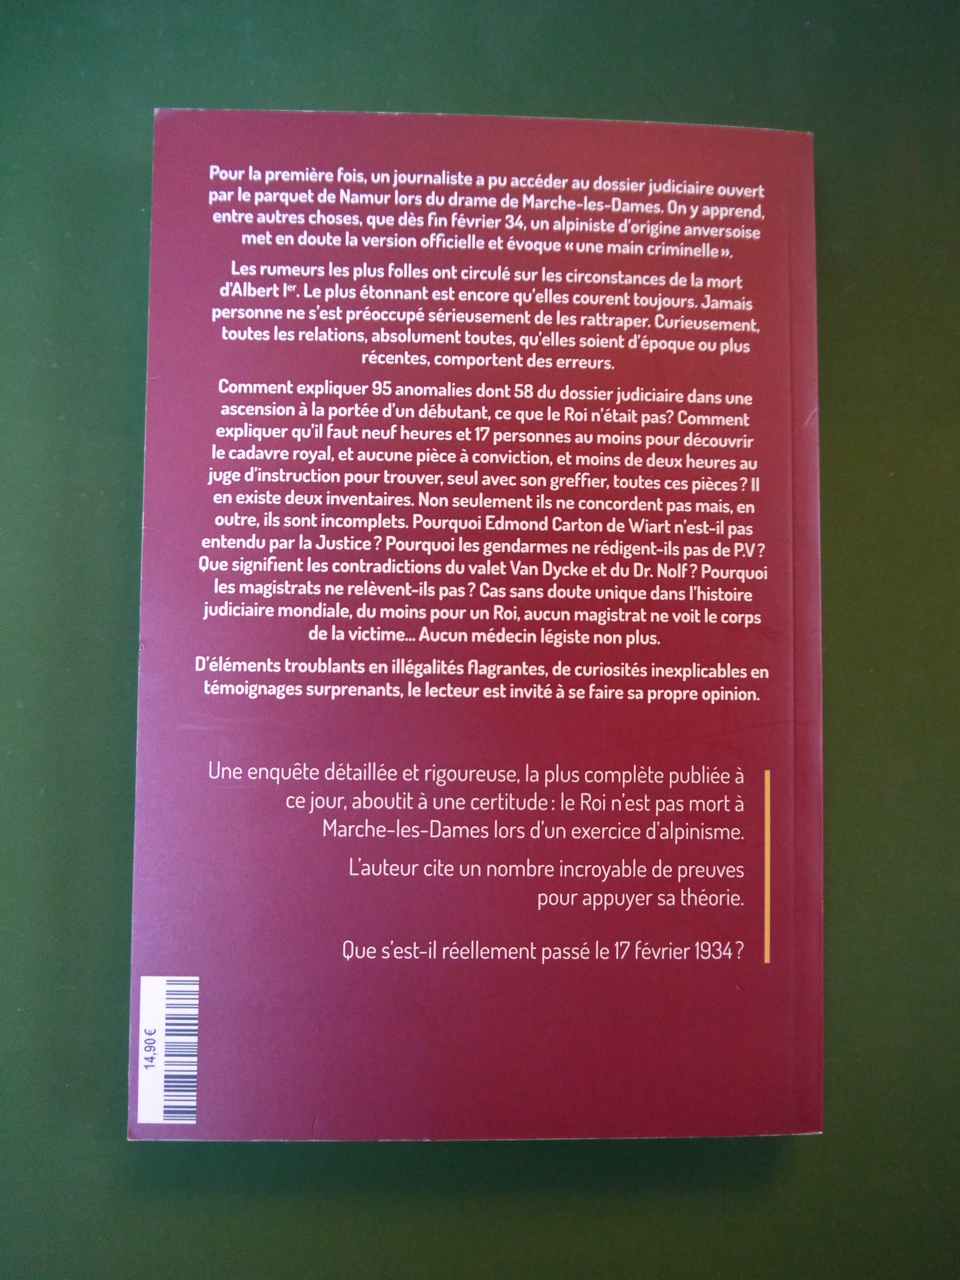 Pour la première fois, un journaliste a pu accéder au dossier judiciaire ouvert
par le parquet de Namur lors du drame de Marche-les-Dames. On y apprend,
entre autres choses, que dès fin février 34, un alpiniste d'origine anversoise
met en doute la version officielle et évoque « une main criminelle ».
Les rumeurs les plus folles ont circulé sur les circonstances de la mort
d'Albert Ier. Le plus étonnant est encore qu'elles courent toujours. Jamais
personne ne s'est préoccupé sérieusement de les rattraper. Curieusement,
toutes les relations, absolument toutes, qu'elles soient d'époque ou plus
récentes, comportent des erreurs.
Comment expliquer 95 anomalies dont 58 du dossier judiciaire dans une
ascension à la portée d'un débutant, ce que le Roi n'était pas? Comment
expliquer qu'il faut neuf heures et 17 personnes au moins pour découvrir
le cadavre royal, et aucune pièce à conviction, et moins de deux heures au
juge d'instruction pour trouver, seul avec son greffier, toutes ces pièces ? Il
en existe deux inventaires. Non seulement ils ne concordent pas mais, en
outre, ils sont incomplets. Pourquoi Edmond Carton de Wiart n'est-il pas
entendu par la Justice ? Pourquoi les gendarmes ne rédigent-ils pas de P.V ?
Que signifient les contradictions du valet Van Dycke et du Dr. Nolf ? Pourquoi
les magistrats ne relèvent-ils pas ? Cas sans doute unique dans l'histoire
judiciaire mondiale, du moins pour un Roi, aucun magistrat ne voit le corps
de la victime... Aucun médecin légiste non plus.
D'éléments troublants en illégalités flagrantes, de curiosités inexplicables en
témoignages surprenants, le lecteur est invité à se faire sa propre opinion.
Une enquête détaillée et rigoureuse, la plus complète publiée à
ce jour, aboutit à une certitude : le Roi n'est pas mort à
Marche-les-Dames lors d'un exercice d'alpinisme.
L'auteur cite un nombre incroyable de preuves
pour appuyer sa théorie.
Que s'est-il réellement passé le 17 février 1934 ?
14,90 €